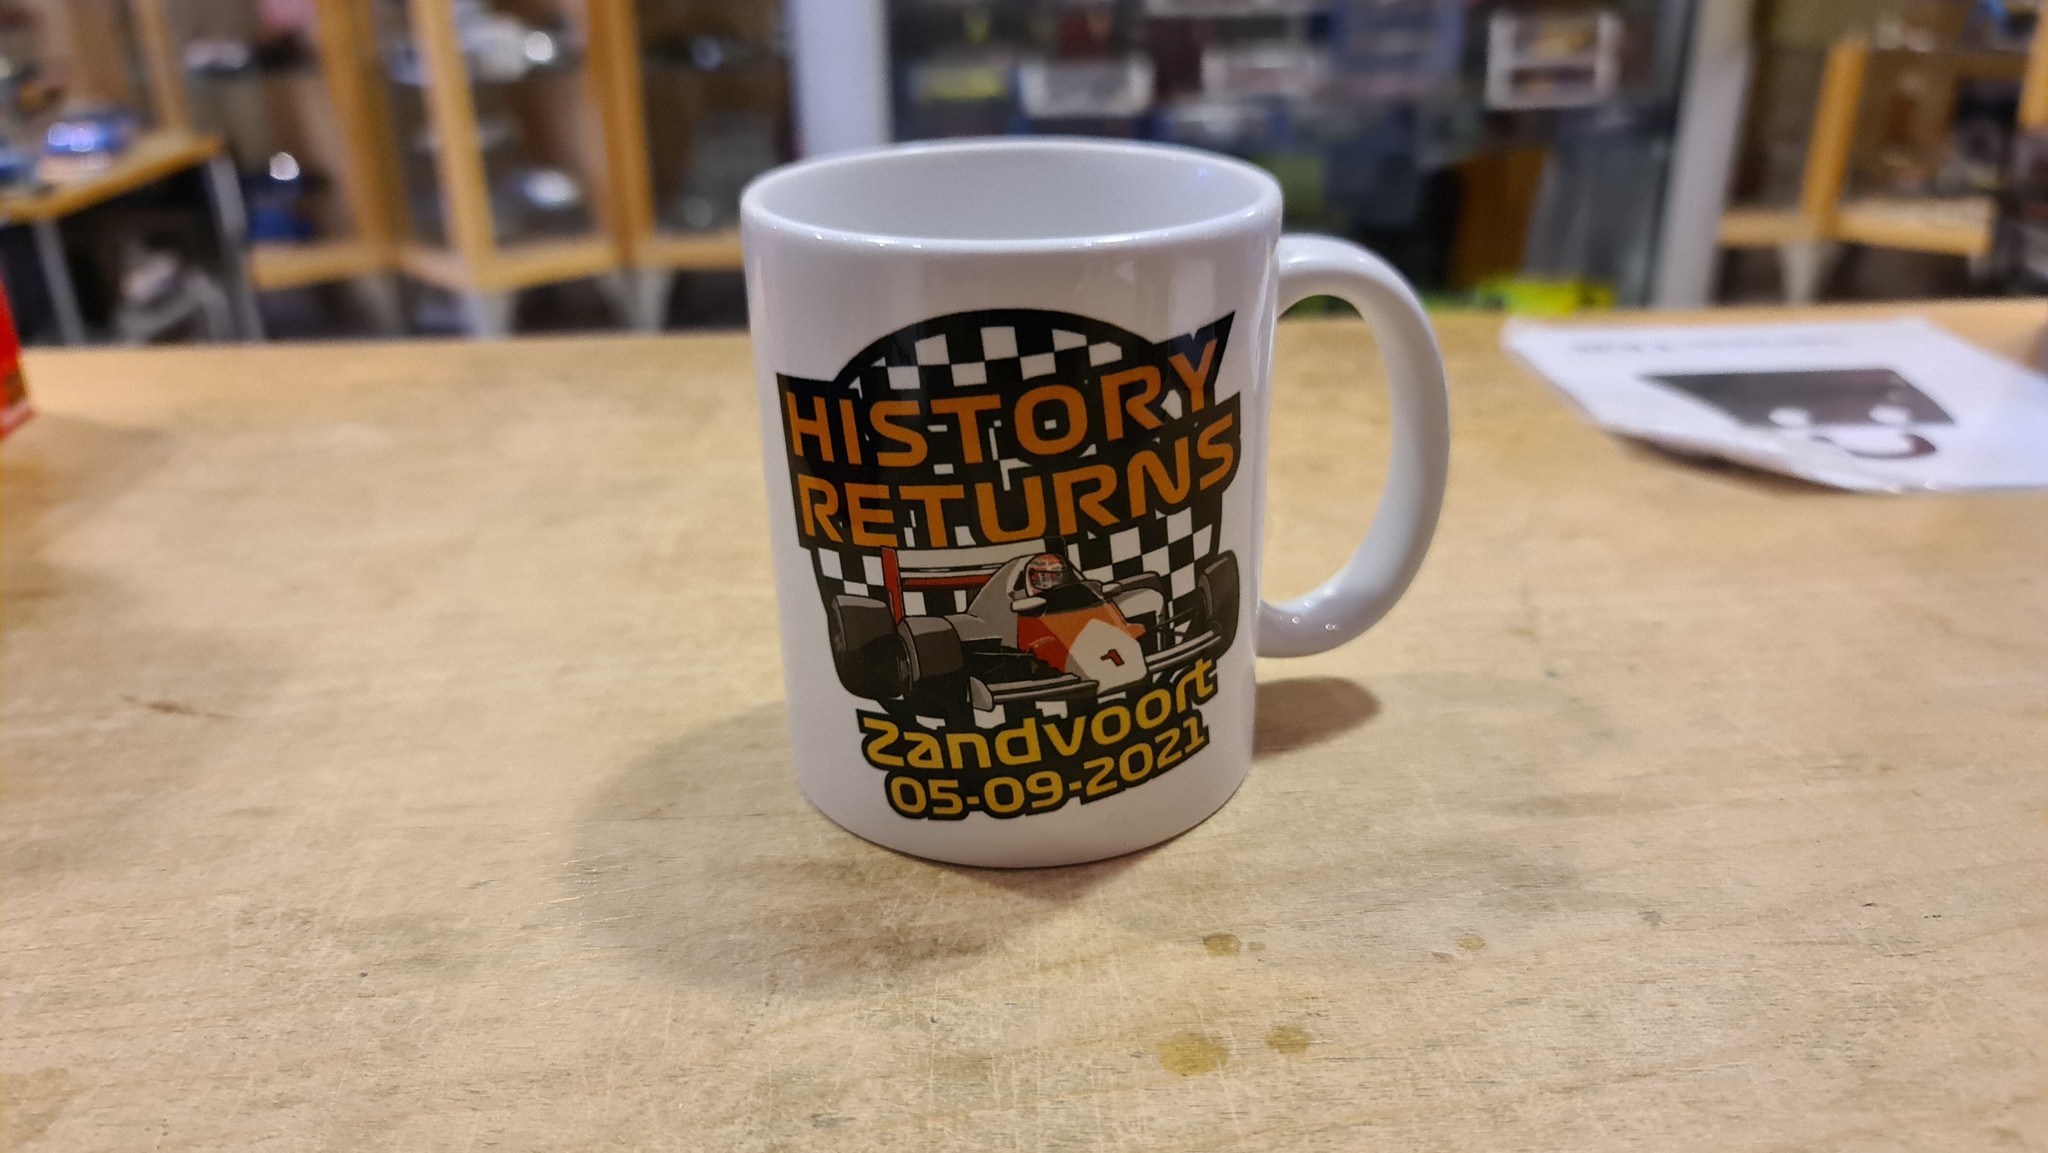 HISTORY
RETURNS
1
Zandvoort
05-09-2021